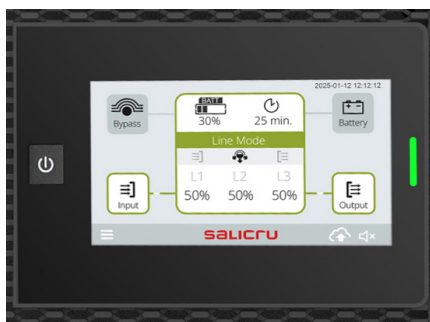 2025-01-12 12:12:12
BATT
30%
25 min.
Bypass
Battery
Line Mode
L1 L2 L3
50% 50% 50%
Input
Output
SALICRU